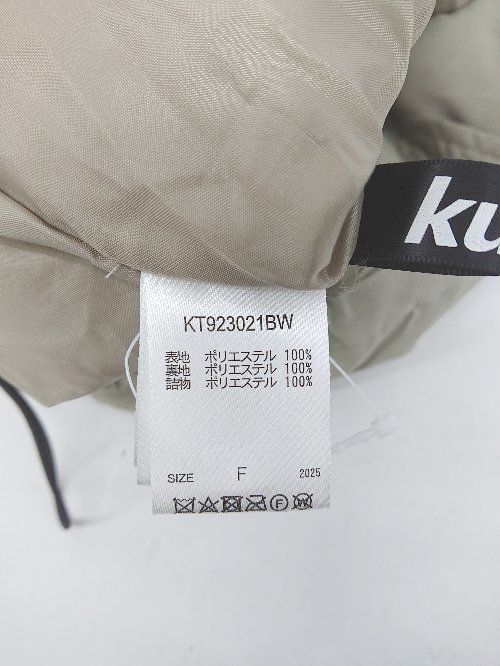 ku
KT923021BW
表地 ポリエステル 100%
裏地 ポリエステル 100%
詰物 ポリエステル 100%
SIZE F 2025
F W